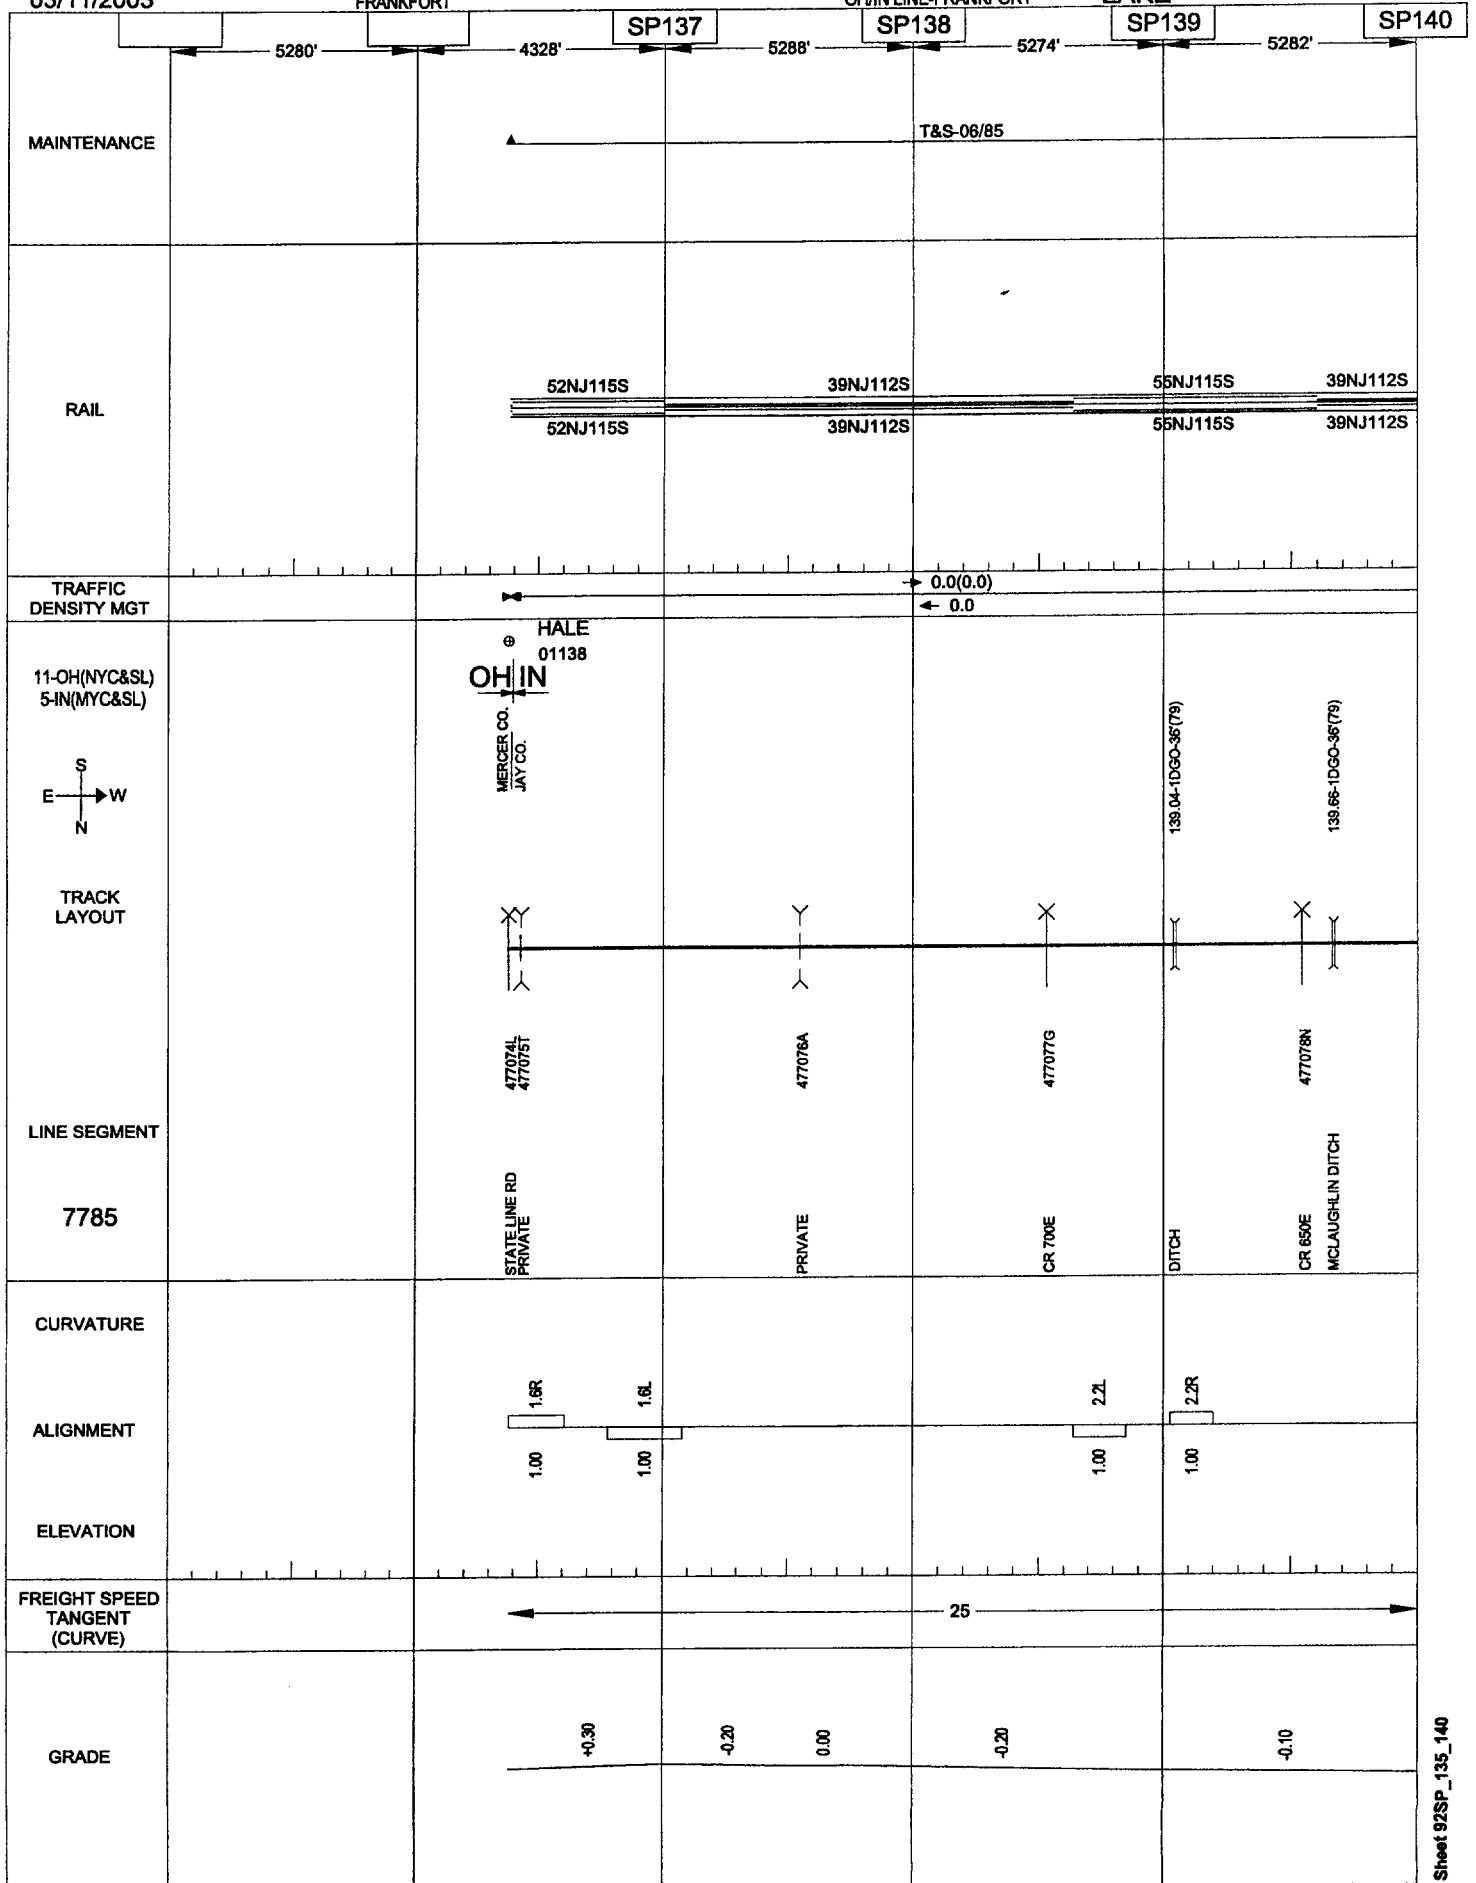 FRANKFORT
SP137
SP138
SP139
SP140
5280'
4328'
5288'
5274'
5282'
MAINTENANCE
T&S-06/85
RAIL
52NJ115S
39NJ112S
55NJ115S
39NJ112S
52NJ115S
39NJ112S
55NJ115S
39NJ112S
TRAFFIC
DENSITY MGT
0.0(0.0)
0.0
11-OH(NYC&SL)
5-IN(MYC&SL)
HALE
01138
OH IN
MERCER CO.
JAY CO.
139.04-1DGO-36'(79)
139.66-1DGO-36'(79)
S
E W
N
TRACK
LAYOUT
477074L
477075T
477076A
477077G
477078N
LINE SEGMENT
7785
STATE LINE RD
PRIVATE
PRIVATE
CR 700E
DITCH
CR 650E
MCLAUGHLIN DITCH
CURVATURE
1.6R
1.6L
2.2L
2.2R
ALIGNMENT
1.00
1.00
1.00
1.00
ELEVATION
FREIGHT SPEED
TANGENT
(CURVE)
25
GRADE
+0.30
-0.20
0.00
-0.20
-0.10
Sheet 92SP_135_140